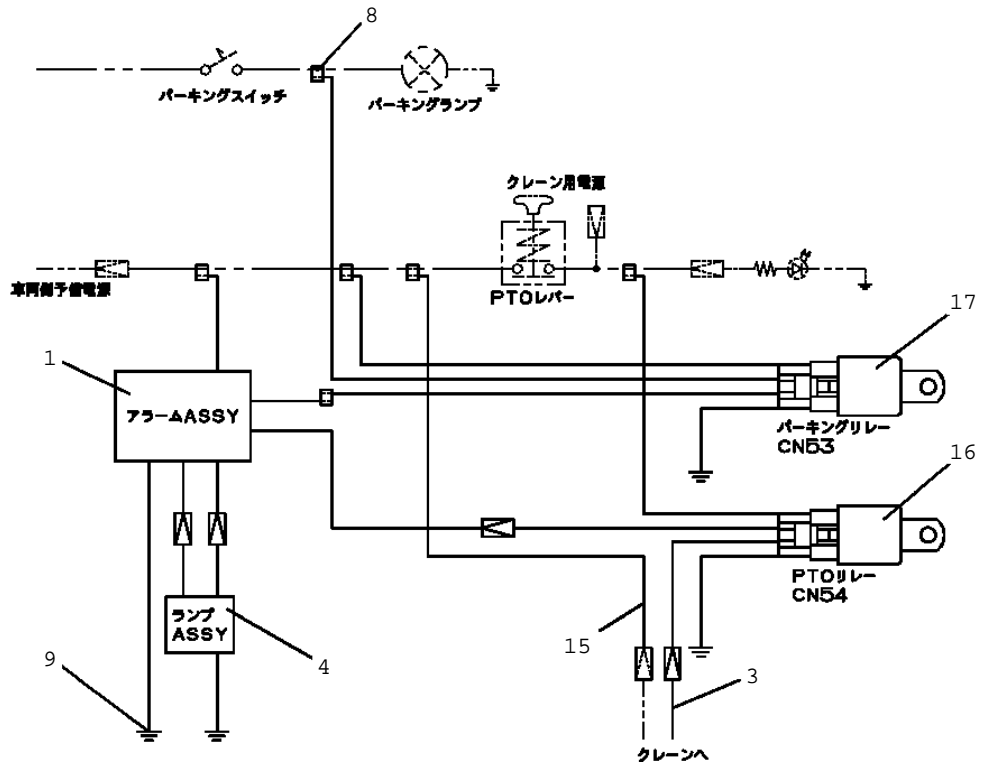 8
パーキングスイッチ
パーキングランプ
クレーン用電源
車両側予備電源
PTOレバー
17
1
アラームASSY
パーキングリレー
CN53
16
PTOリレー
CN54
ランプ
ASSY
9
4
15
3
クレーンへ